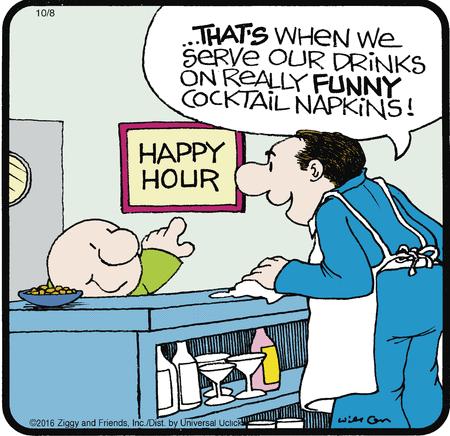 10/8
...THAT'S WHEN WE
SERVE OUR DRINKS
ON REALLY FUNNY
COCKTAIL NAPKINS!
HAPPY
HOUR
©2016 Ziggy and Friends, Inc./Dist. by Universal Uclick